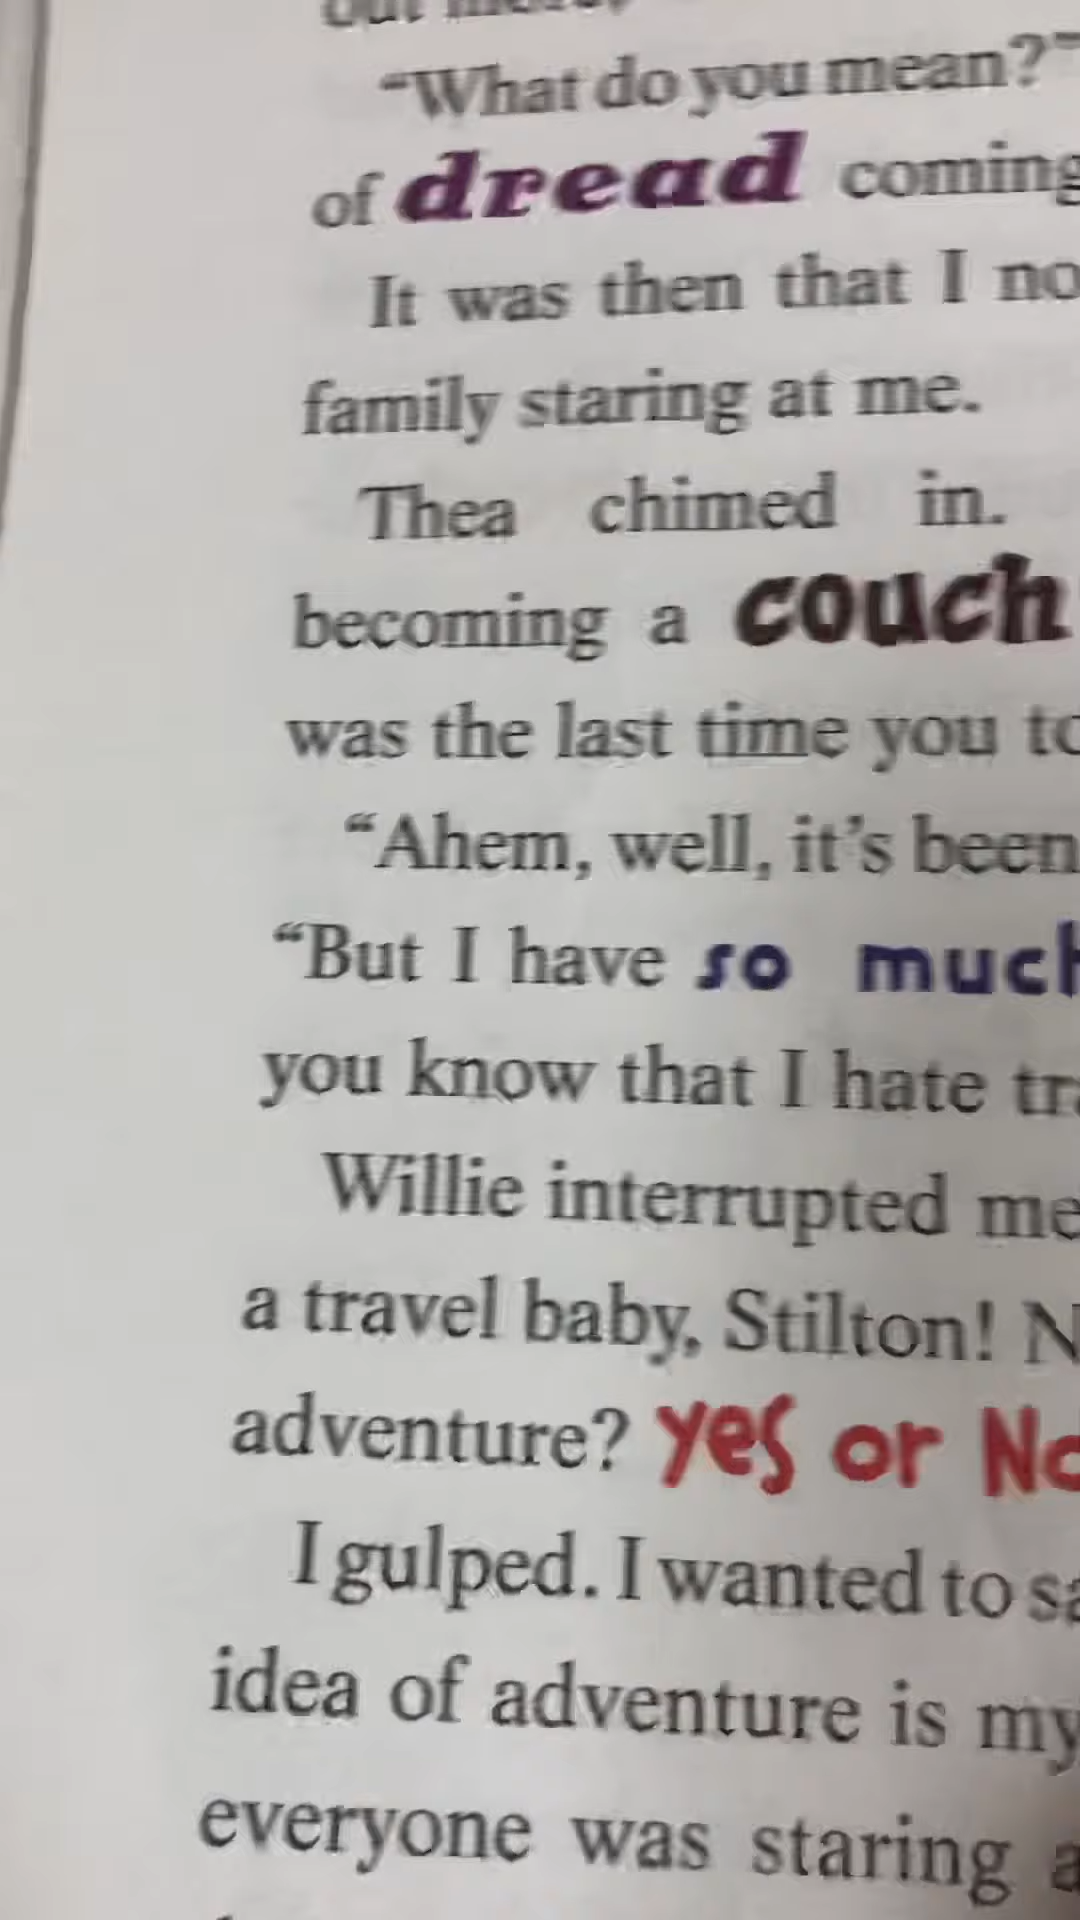 "What do you mean?"
of dread coming
It was then that I no
family staring at me.
Thea chimed in.
becoming a couch
was the last time you to
"Ahem, well, it's been
"But I have so much
you know that I hate tra
Willie interrupted me
a travel baby, Stilton! N
adventure? Yes or No
I gulped. I wanted to sa
idea of adventure is my
everyone was staring a